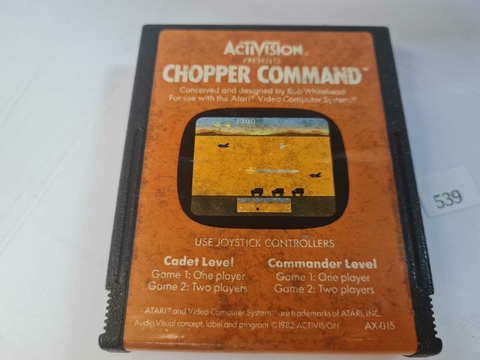 ACTIVISION®
PRESENTS
CHOPPER COMMAND™
Conceived and designed by Bob Whitehead
For use with the Atari® Video Computer System™
USE JOYSTICK CONTROLLERS
Cadet Level
Game 1: One player
Game 2: Two players
Commander Level
Game 1: One player
Game 2: Two players
ATARI® and Video Computer System™ are trademarks of ATARI, INC.
Audio Visual concept, label and program ©1982 ACTIVISION
AX-015
539